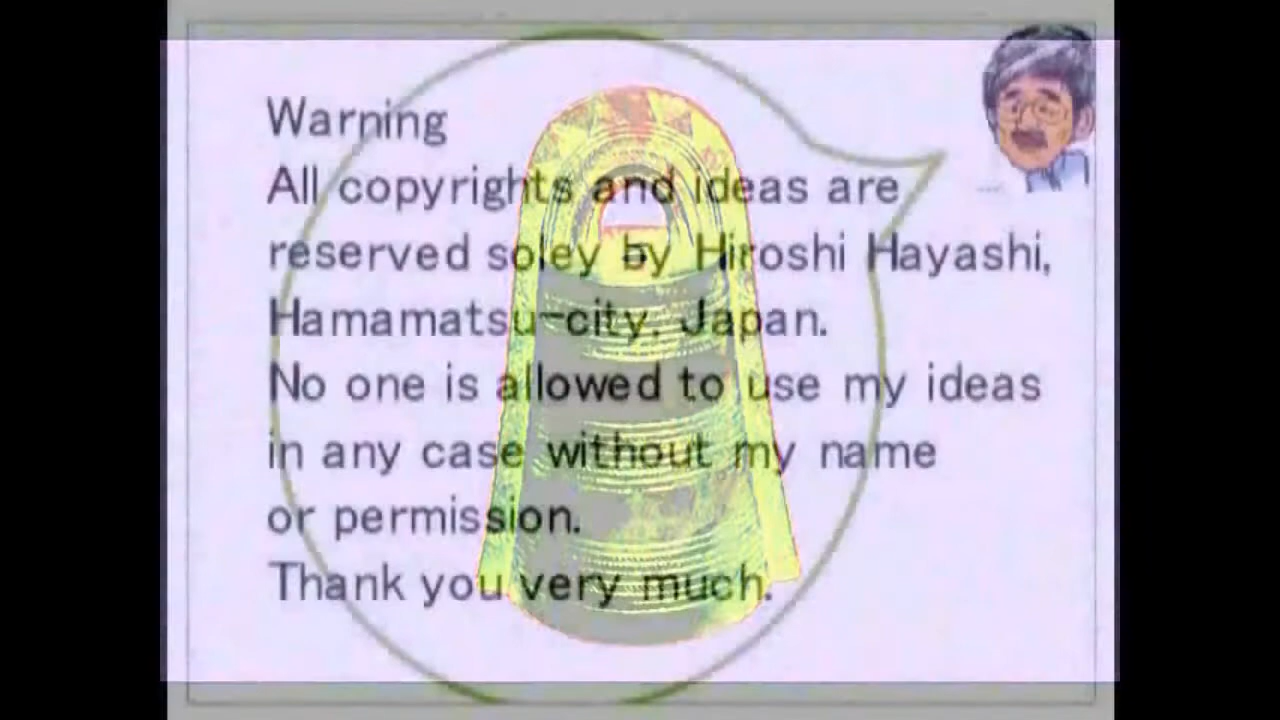 Warning
All copyrights and ideas are
reserved soley by Hiroshi Hayashi,
Hamamatsu-city, Japan.
No one is allowed to use my ideas
in any case without my name
or permission.
Thank you very much.